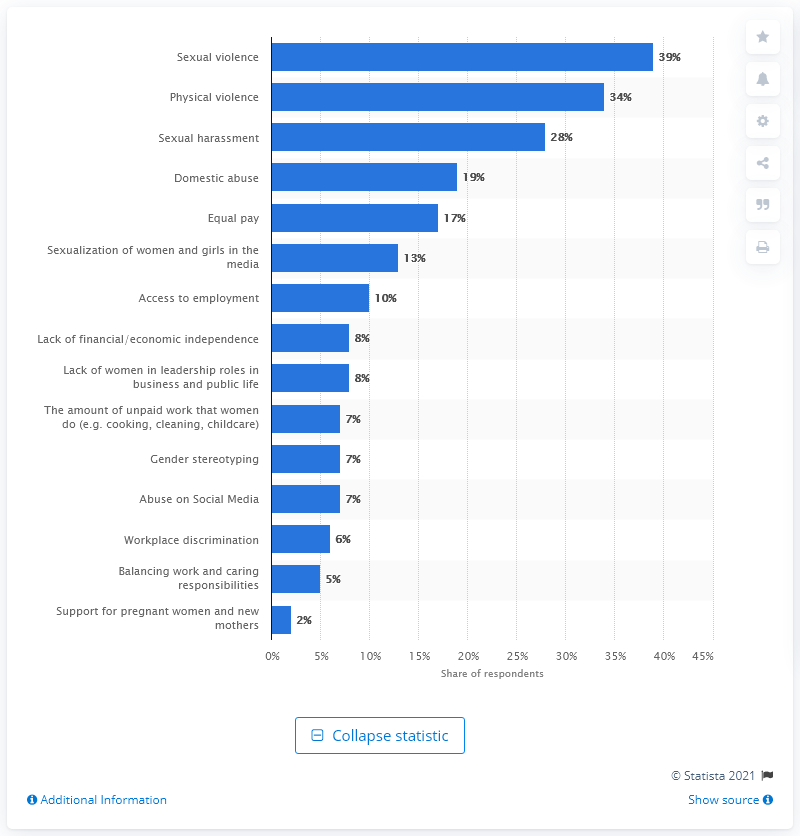 Sexual violence
39%
Physical violence
34%
Sexual harassment
28%
Domestic abuse
19%
Equal pay
17%
Sexualization of women and girls in the
media
13%
Access to employment
10%
Lack of financial/economic independence
8%
Lack of women in leadership roles in
business and public life
8%
The amount of unpaid work that women
do (e.g. cooking, cleaning, childcare)
7%
Gender stereotyping
7%
Abuse on Social Media
7%
Workplace discrimination
6%
Balancing work and caring
responsibilities
5%
Support for pregnant women and new
mothers
2%
0% 5% 10% 15% 20% 25% 30% 35% 40% 45%
Share of respondents
Collapse statistic
© Statista 2021
Additional Information
Show source